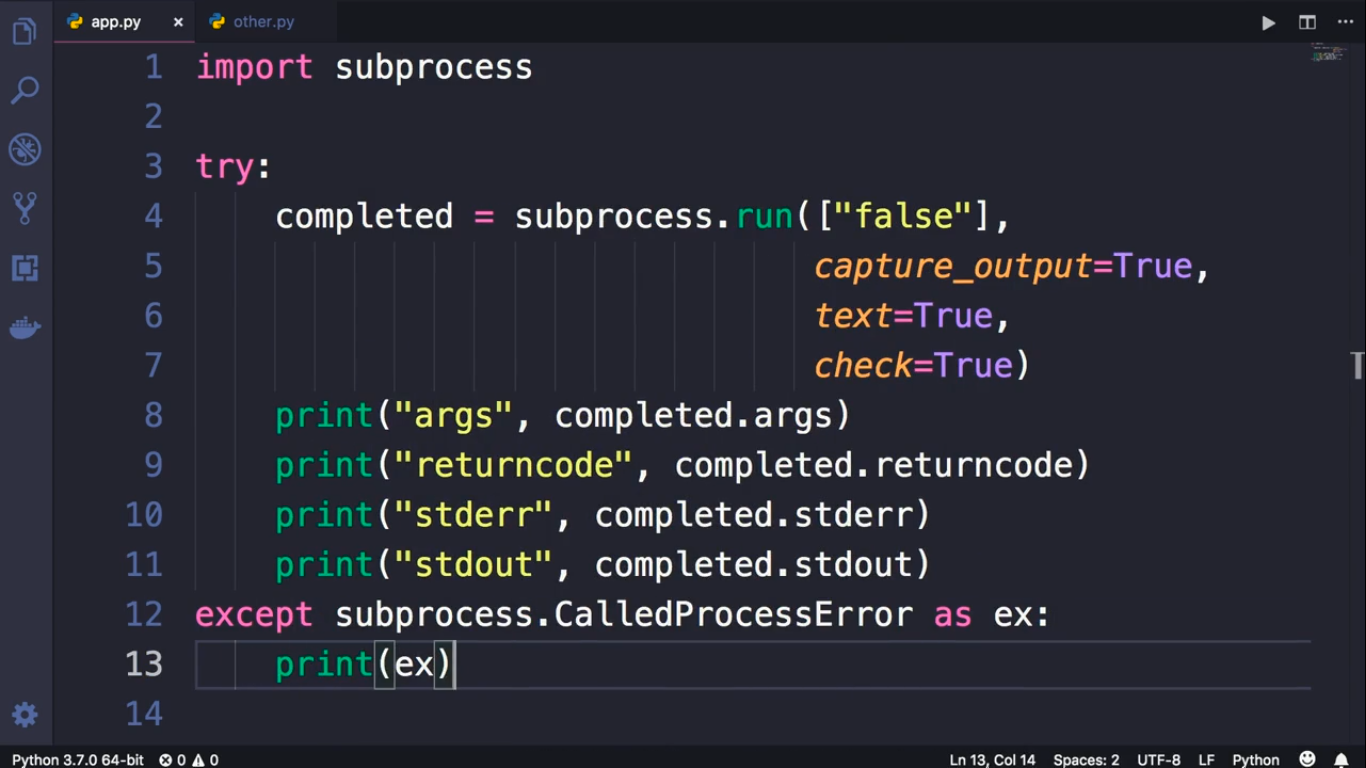 app.py × other.py
1 import subprocess
2
3 try:
4     completed = subprocess.run(["false"],
5                                capture_output=True,
6                                text=True,
7                                check=True)
8     print("args", completed.args)
9     print("returncode", completed.returncode)
10     print("stderr", completed.stderr)
11     print("stdout", completed.stdout)
12 except subprocess.CalledProcessError as ex:
13     print(ex)
14
Python 3.7.0 64-bit 0 0 Ln 13, Col 14 Spaces: 2 UTF-8 LF Python